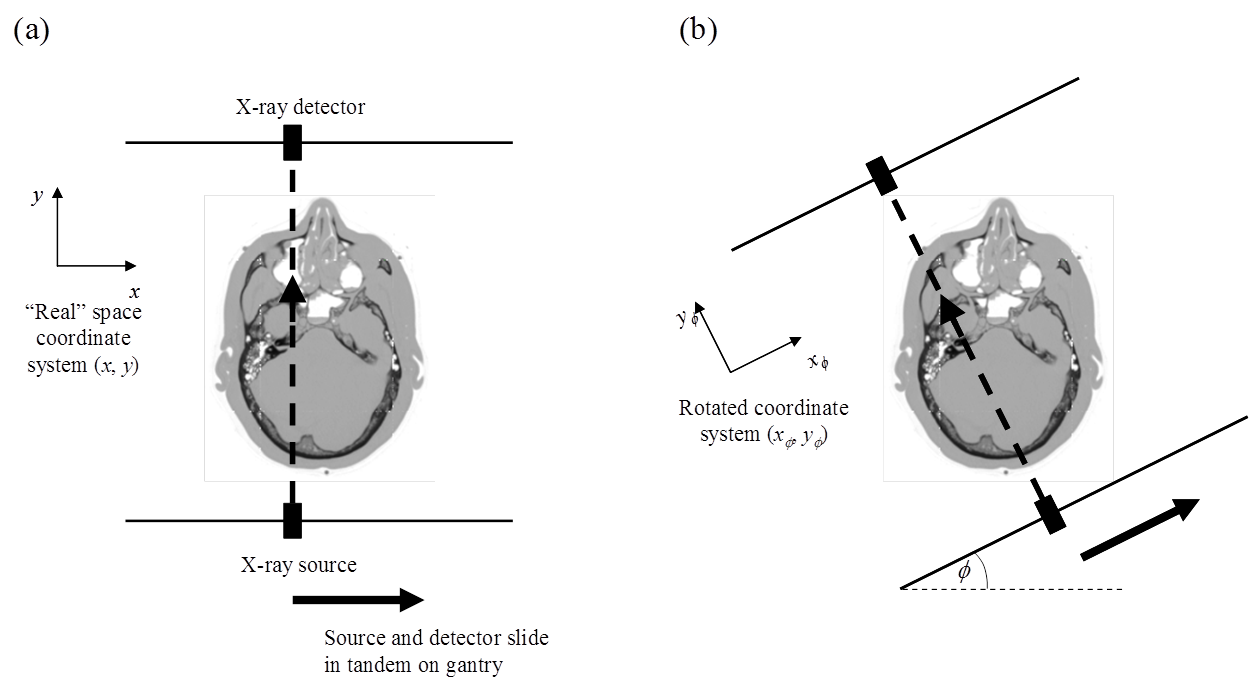 (a)
X-ray detector
y
x
“Real” space
coordinate
system (x, y)
X-ray source
Source and detector slide
in tandem on gantry
(b)
yϕ
xϕ
Rotated coordinate
system (xϕ, yϕ)
ϕ